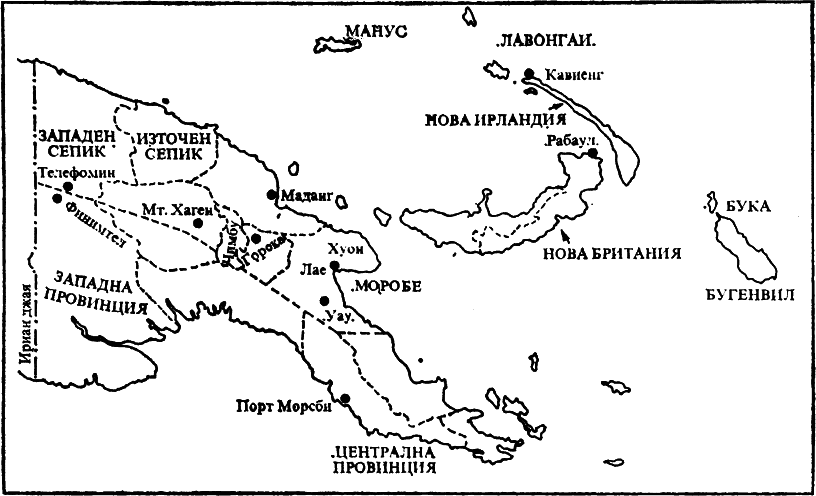 МАНУС
ЛАВОНГАИ
Кавиенг
НОВА ИРЛАНДИЯ
Рабаул
ЗАПАДЕН
СЕПИК
ИЗТОЧЕН
СЕПИК
Телефомин
Финимтел
Мт. Хаген
Маданг
Чимбу
Горока
Хуон
Лае
МОРОБЕ
Уау
НОВА БРИТАНИЯ
БУКА
БУГЕНВИЛ
ЗАПАДНА
ПРОВИНЦИЯ
Ириан джая
Порт Морсби
ЦЕНТРАЛНА
ПРОВИНЦИЯ